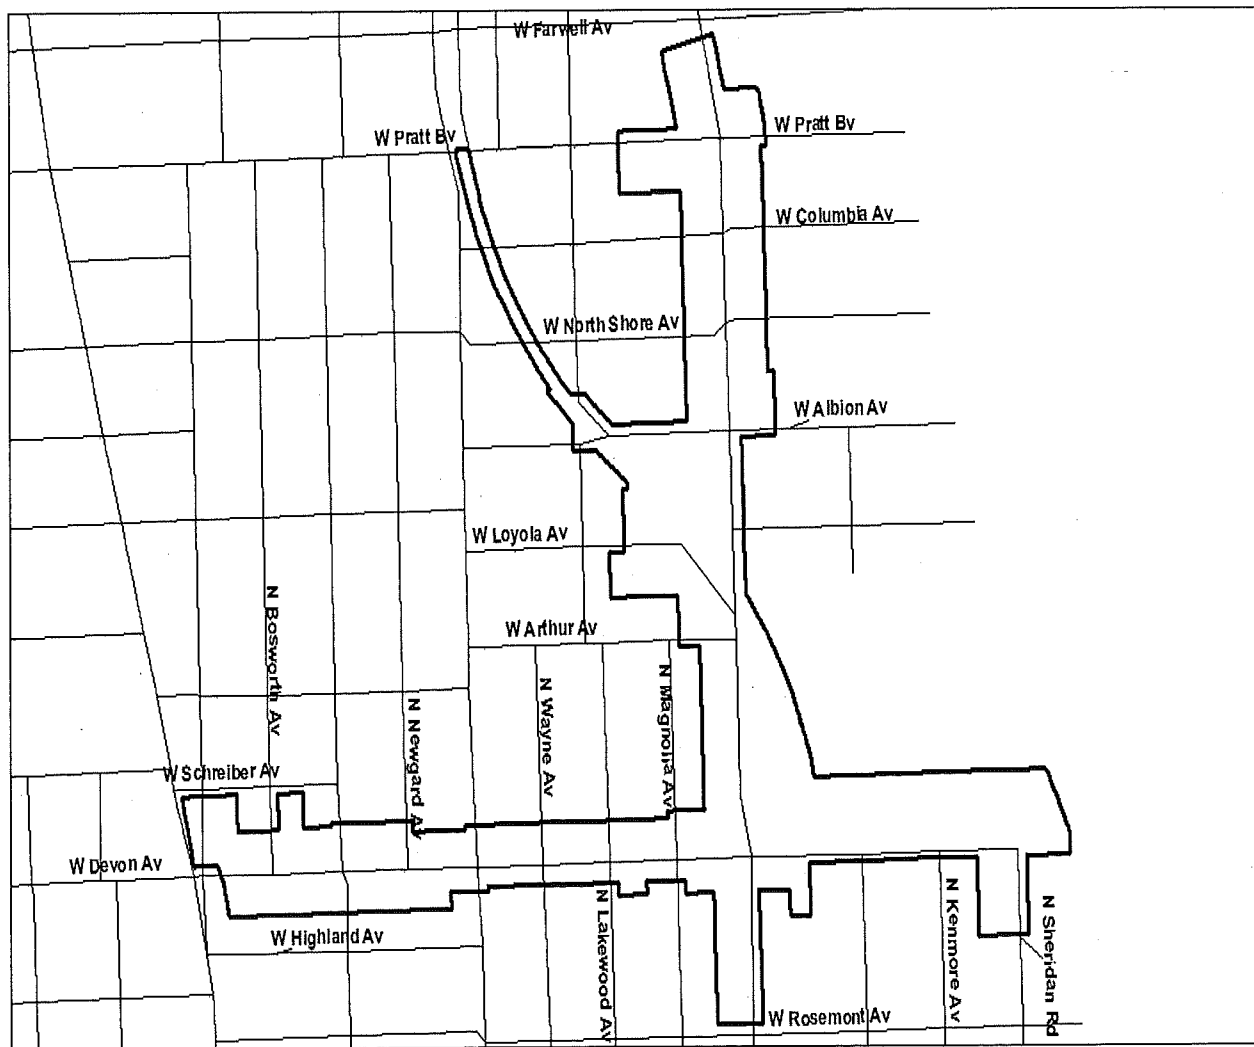 W Farwell Av
W Pratt Bv
W Pratt Bv
W Columbia Av
W North Shore Av
W Albion Av
W Loyola Av
N Bosworth Av
W Arthur Av
N Newgard Av
N Wayne Av
N Magnolia Av
W Schreiber Av
W Devon Av
N Lakewood Av
N Kenmore Av
N Sheridan Rd
W Highland Av
W Rosemont Av